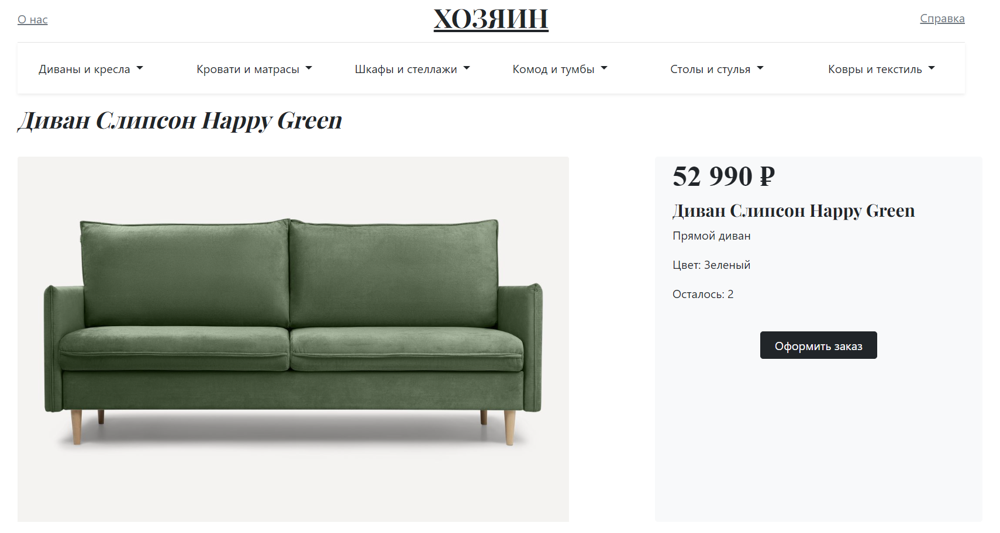 О нас
ХОЗЯИН
Справка
Диваны и кресла
Кровати и матрасы
Шкафы и стеллажи
Комод и тумбы
Столы и стулья
Ковры и текстиль
Диван Слипсон Happy Green
52 990 ₽
Диван Слипсон Happy Green
Прямой диван
Цвет: Зеленый
Осталось: 2
Оформить заказ